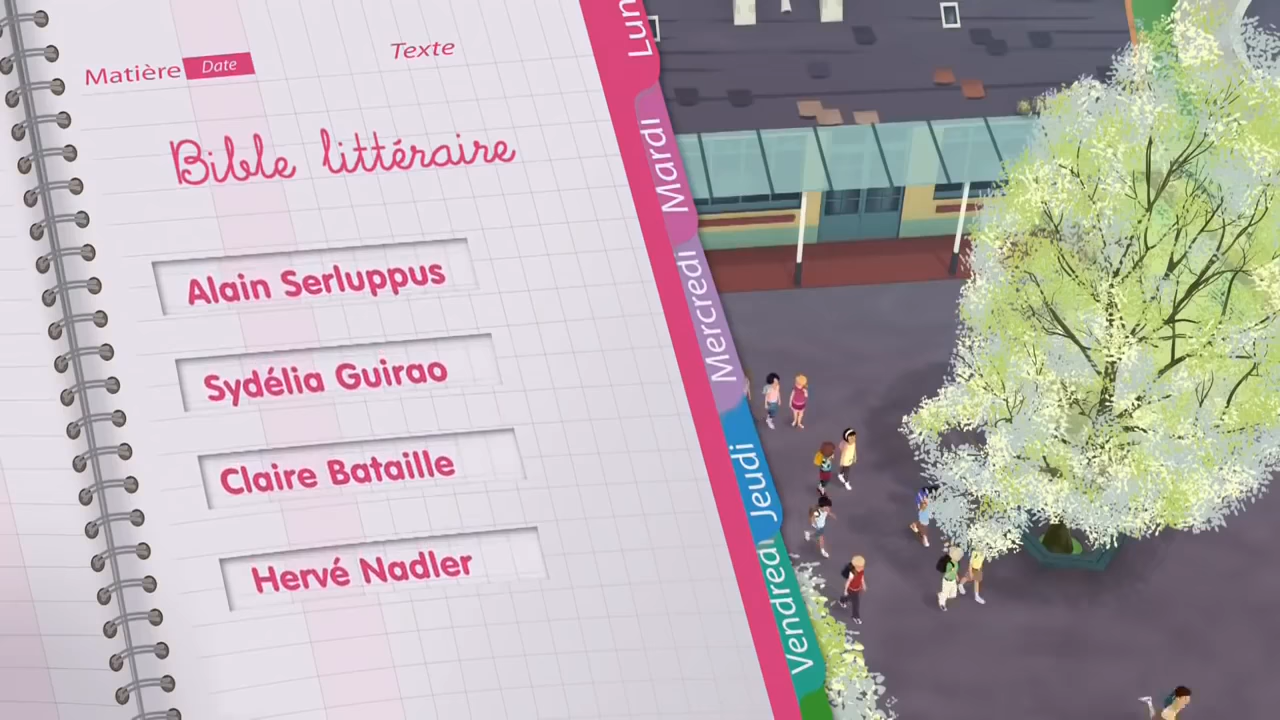 Matière Date Texte
Bible littéraire
Alain Serluppus
Sydélia Guirao
Claire Bataille
Hervé Nadler
Lun
Mardi
Mercredi
Jeudi
Vendredi